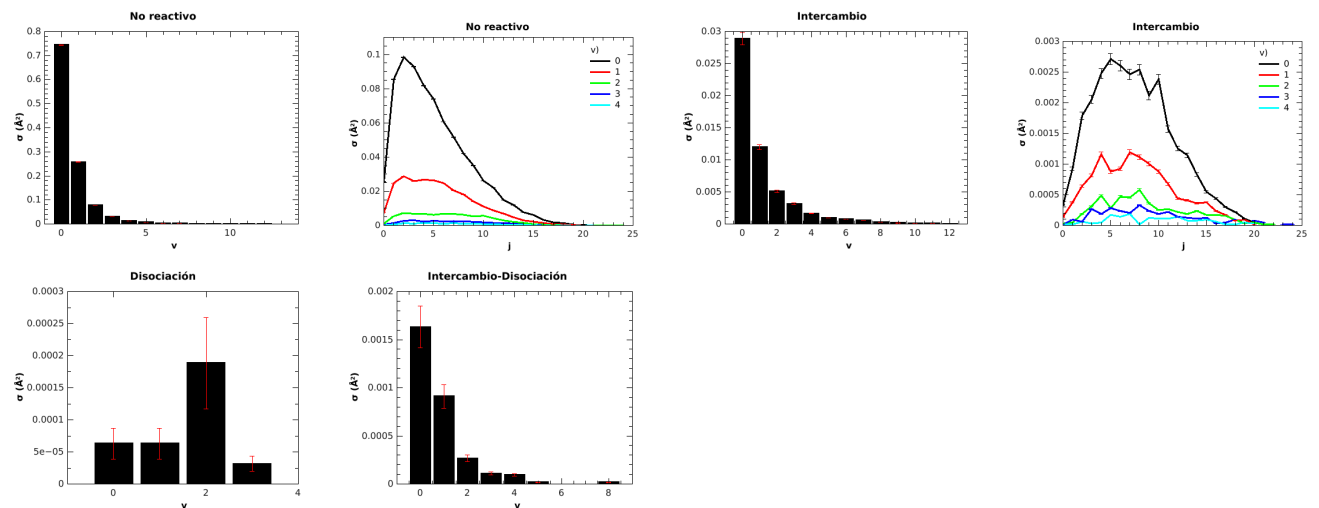 No reactivo
σ (Å²)
0.8
0.7
0.6
0.5
0.4
0.3
0.2
0.1
0
0 5 10
v
No reactivo
σ (Å²)
0.1
0.08
0.06
0.04
0.02
0
0 5 10 15 20 25
j
v)
0
1
2
3
4
Intercambio
σ (Å²)
0.03
0.025
0.02
0.015
0.01
0.005
0
0 2 4 6 8 10 12
v
Intercambio
σ (Å²)
0.003
0.0025
0.002
0.0015
0.001
0.0005
0
0 5 10 15 20 25
j
v)
0
1
2
3
4
Disociación
σ (Å²)
0.0003
0.00025
0.0002
0.00015
0.0001
5e−05
0
0 2 4
v
Intercambio-Disociación
σ (Å²)
0.002
0.0015
0.001
0.0005
0
0 2 4 6 8
v